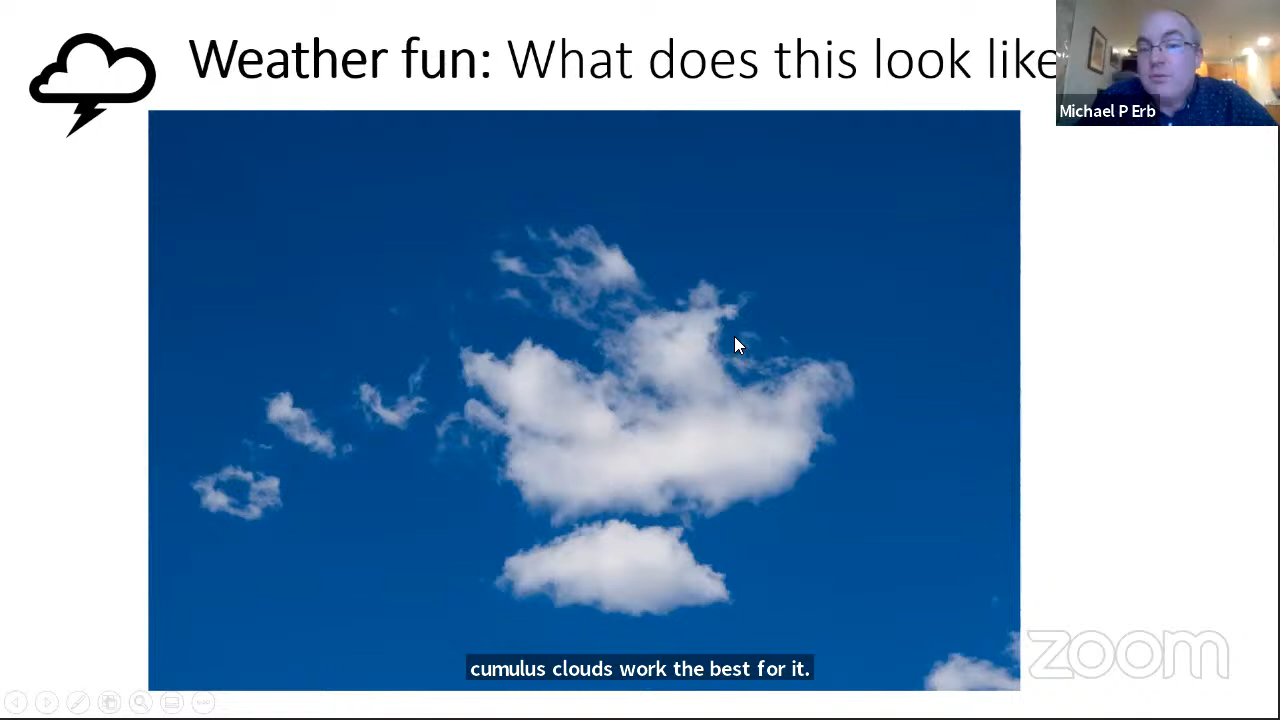 Weather fun: What does this look like
Michael P Erb
cumulus clouds work the best for it.
zoom